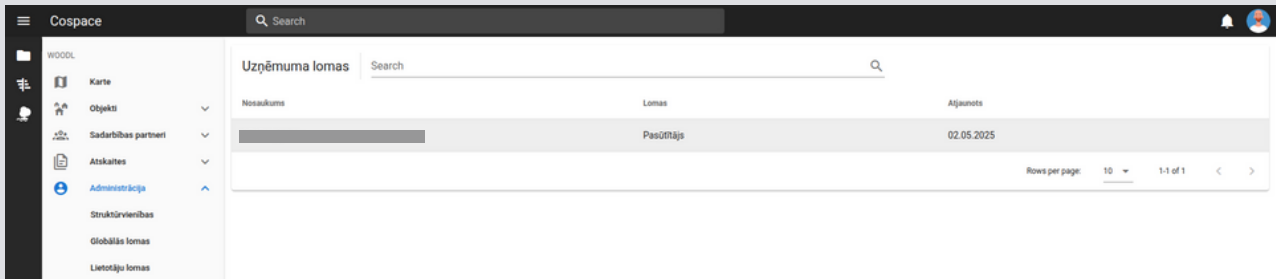 Cospace
Search
WOODL
Karte
Objekti
Sadarbības partneri
Atskaites
Administrācija
Struktūrvienības
Globālās lomas
Lietotāju lomas
Uzņēmuma lomas Search
Nosaukums Lomas Atjaunots
Pasūtītājs 02.05.2025
Rows per page: 10 1-1 of 1